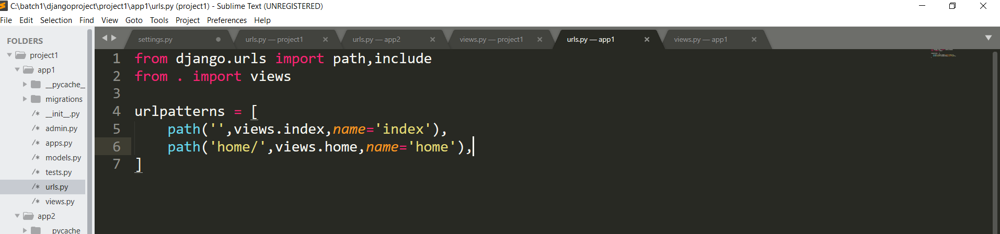 C:\batch1\djangoproject\project1\app1\urls.py (project1) - Sublime Text (UNREGISTERED)
File Edit Selection Find View Goto Tools Project Preferences Help
FOLDERS
project1
app1
__pycache__
migrations
/* __init__.py
/* admin.py
/* apps.py
/* models.py
/* tests.py
/* urls.py
/* views.py
app2
__pycache__
settings.py
urls.py — project1
urls.py — app2
views.py — project1
urls.py — app1
views.py — app1
1 from django.urls import path,include
2 from . import views
3
4 urlpatterns = [
5 path('',views.index,name='index'),
6 path('home/',views.home,name='home'),
7 ]